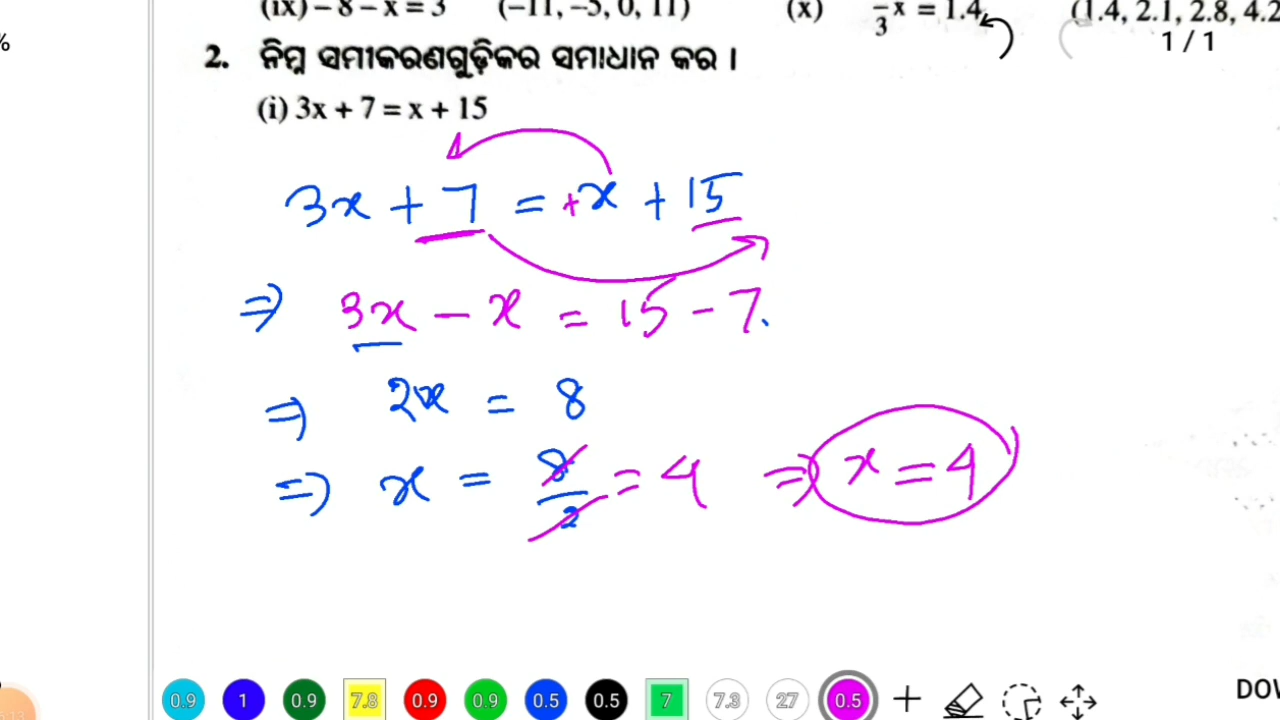 (ix) – 8 – x = 3 (–11, –5, 0, 11) (x) –/3 x = 1.4 (1.4, 2.1, 2.8, 4.2
1 / 1
%
2. ନିମ୍ନ ସମୀକରଣଗୁଡ଼ିକର ସମାଧାନ କର ।
(i) 3x + 7 = x + 15
3x + 7 = +x + 15
⇒ 3x – x = 15 – 7.
⇒ 2x = 8
⇒ x = 8/2 = 4 ⇒ x = 4
0.9 1 0.9 7.8 0.9 0.9 0.5 0.5 7 7.3 27 0.5 +